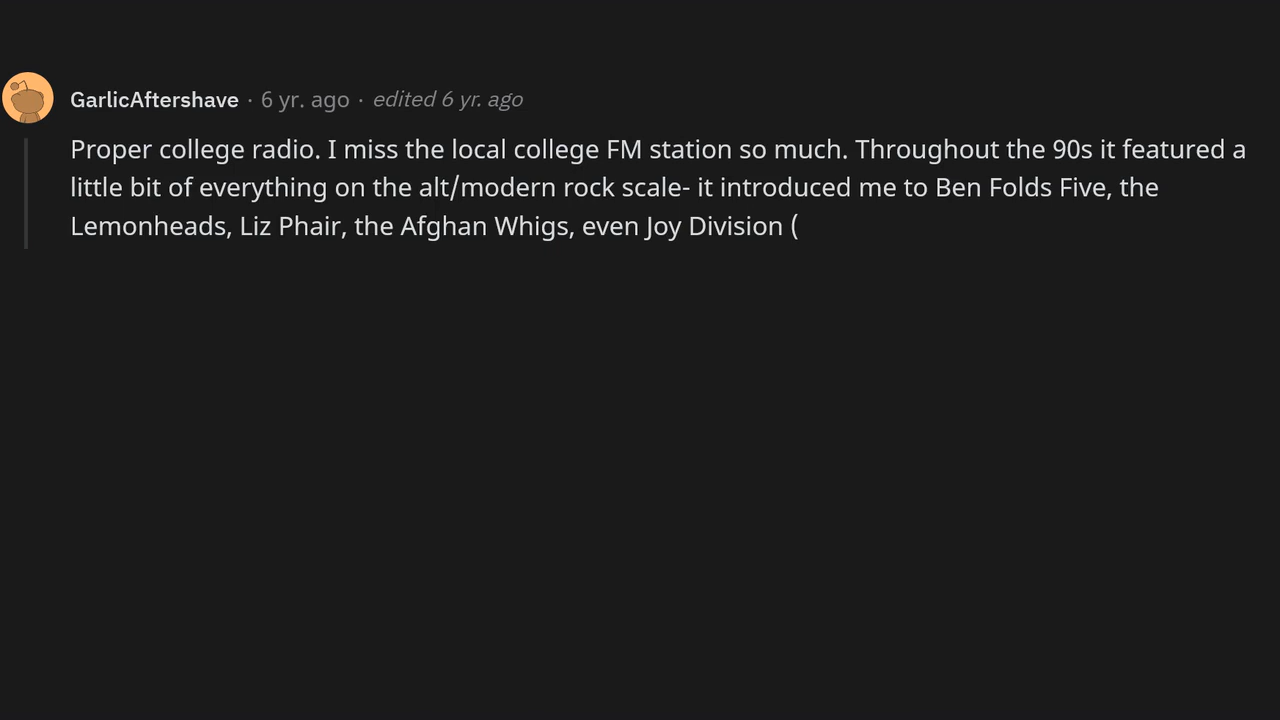 GarlicAftershave · 6 yr. ago · edited 6 yr. ago
Proper college radio. I miss the local college FM station so much. Throughout the 90s it featured a
little bit of everything on the alt/modern rock scale- it introduced me to Ben Folds Five, the
Lemonheads, Liz Phair, the Afghan Whigs, even Joy Division (